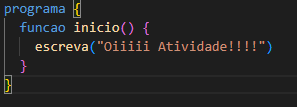 programa {
  funcao inicio() {
    escreva("Oiiiii Atividade!!!!")
  }
}